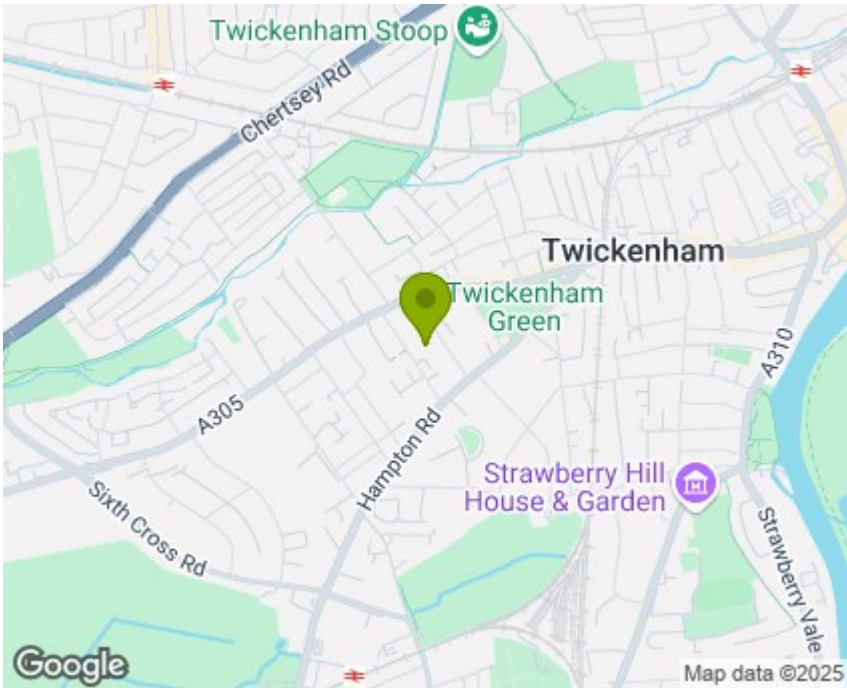 Twickenham Stoop
Chertsey Rd
Twickenham
Twickenham
Green
A310
A305
Hampton Rd
Strawberry Hill
House & Garden
Sixth Cross Rd
Strawberry Vale
Google
Map data ©2025